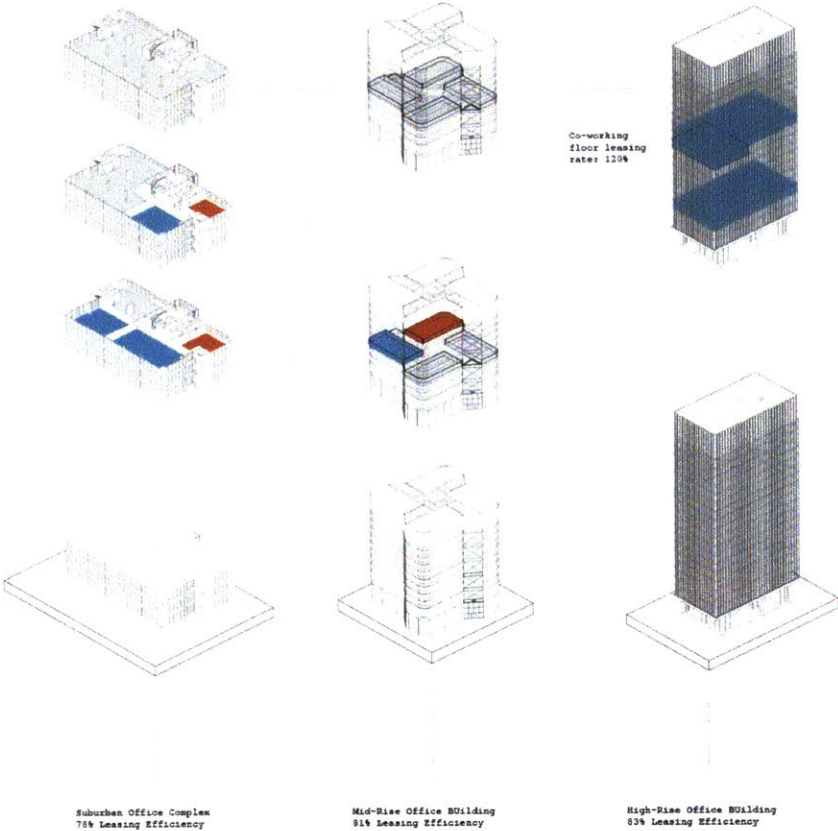 Co-working
floor leasing
rate: 120%
Suburban Office Complex
78% Leasing Efficiency
Mid-Rise Office BUilding
81% Leasing Efficiency
High-Rise Office BUilding
83% Leasing Efficiency